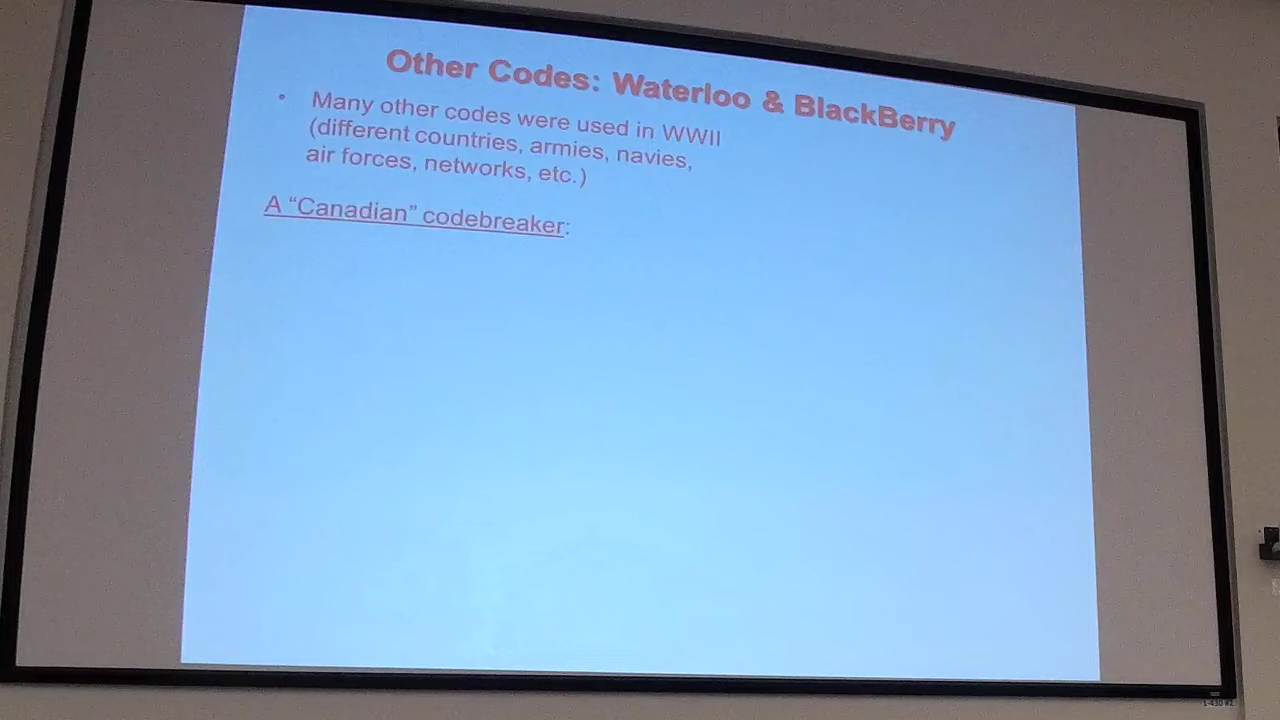 Other Codes: Waterloo & BlackBerry
• Many other codes were used in WWII
(different countries, armies, navies,
air forces, networks, etc.)
A “Canadian” codebreaker: